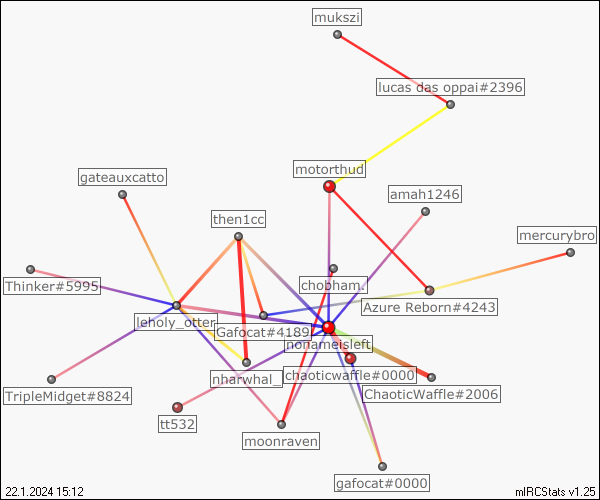 mukszi
lucas das oppai#2396
motorthud
gateauxcatto
amah1246
then1cc
mercurybro
Thinker#5995
chobham.
Azure Reborn#4243
leholy_otter
Gafocat#4189
nonameisleft
nharwhal_
chaoticwaffle#0000
TripleMidget#8824
ChaoticWaffle#2006
tt532
moonraven
gafocat#0000
22.1.2024 15:12
mIRCStats v1.25